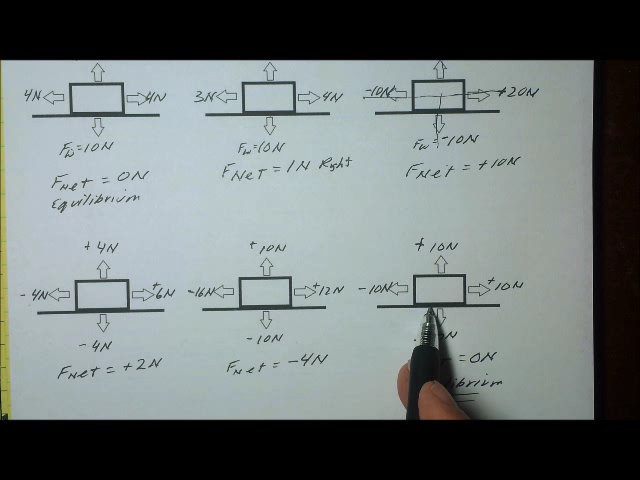 4N 4N 3N 4N -10N +20N
Fw=10N Fw=10N Fw=-10N
FNet = 0N FNet = 1N Right FNet = +10N
Equilibrium
+4N +10N +10N
-4N +6N -16N +12N -10N +10N
-4N -10N
FNet = +2N FNet = -4N = 0N